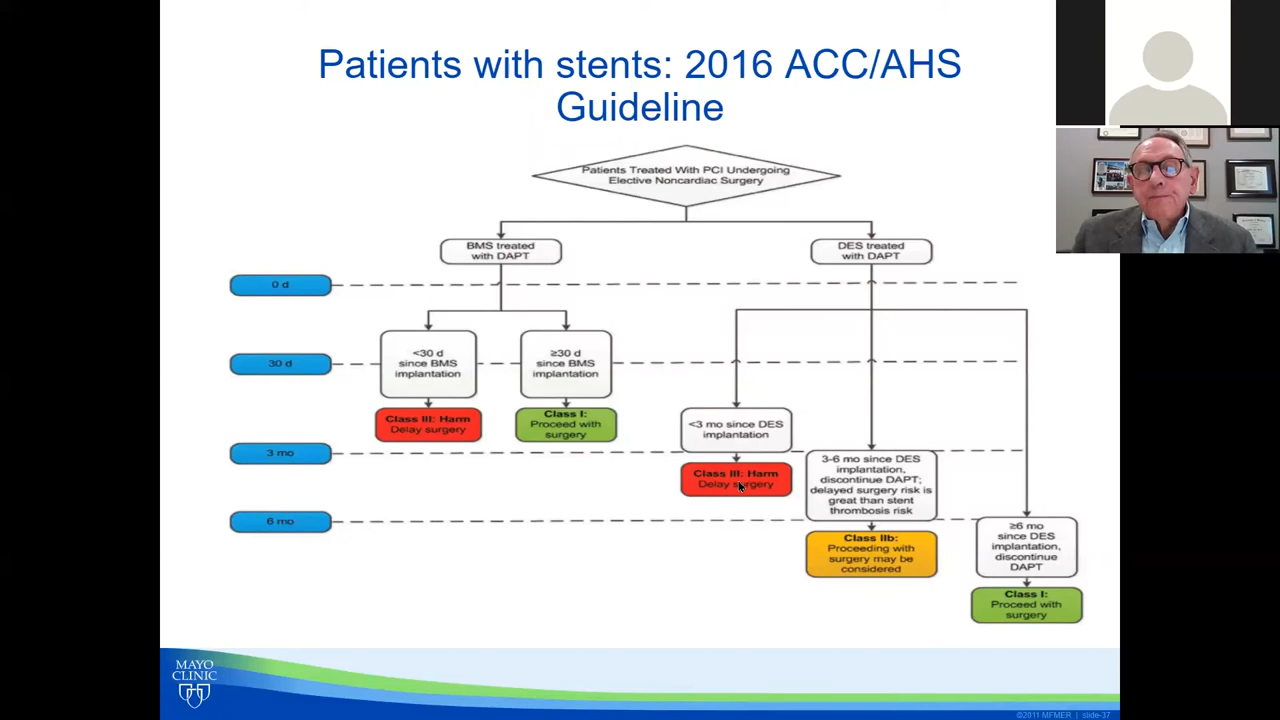 Patients with stents: 2016 ACC/AHS
Guideline
Patients Treated With PCI Undergoing
Elective Noncardiac Surgery
BMS treated
with DAPT
DES treated
with DAPT
0 d
30 d
<30 d
since BMS
implantation
≥30 d
since BMS
implantation
Class III: Harm
Delay surgery
Class I:
Proceed with
surgery
<3 mo since DES
implantation
3 mo
Class III: Harm
Delay surgery
3-6 mo since DES
implantation,
discontinue DAPT;
delayed surgery risk is
great than stent
thrombosis risk
6 mo
Class IIb:
Proceeding with
surgery may be
considered
≥6 mo
since DES
implantation,
discontinue
DAPT
Class I:
Proceed with
surgery
MAYO
CLINIC
©2011 MFMER | slide-37